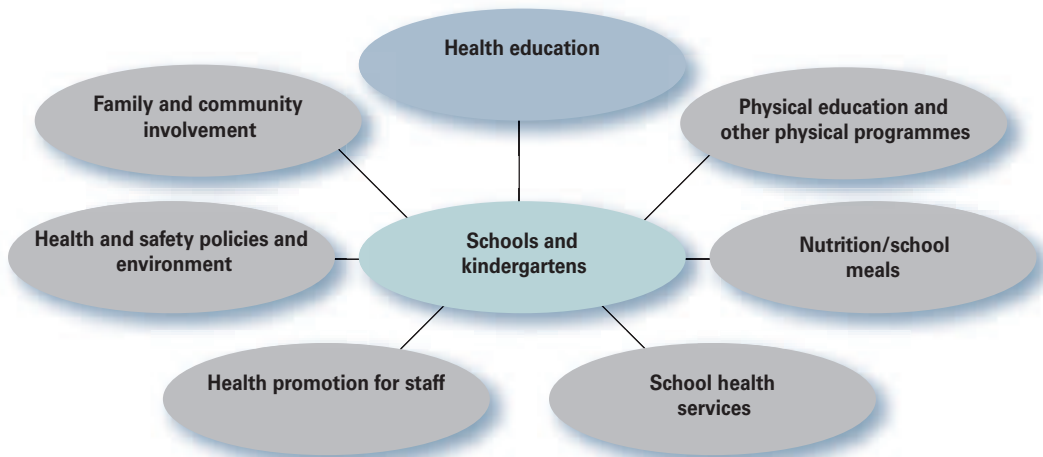 Health education
Family and community
involvement
Physical education and
other physical programmes
Health and safety policies and
environment
Schools and
kindergartens
Nutrition/school
meals
Health promotion for staff
School health
services